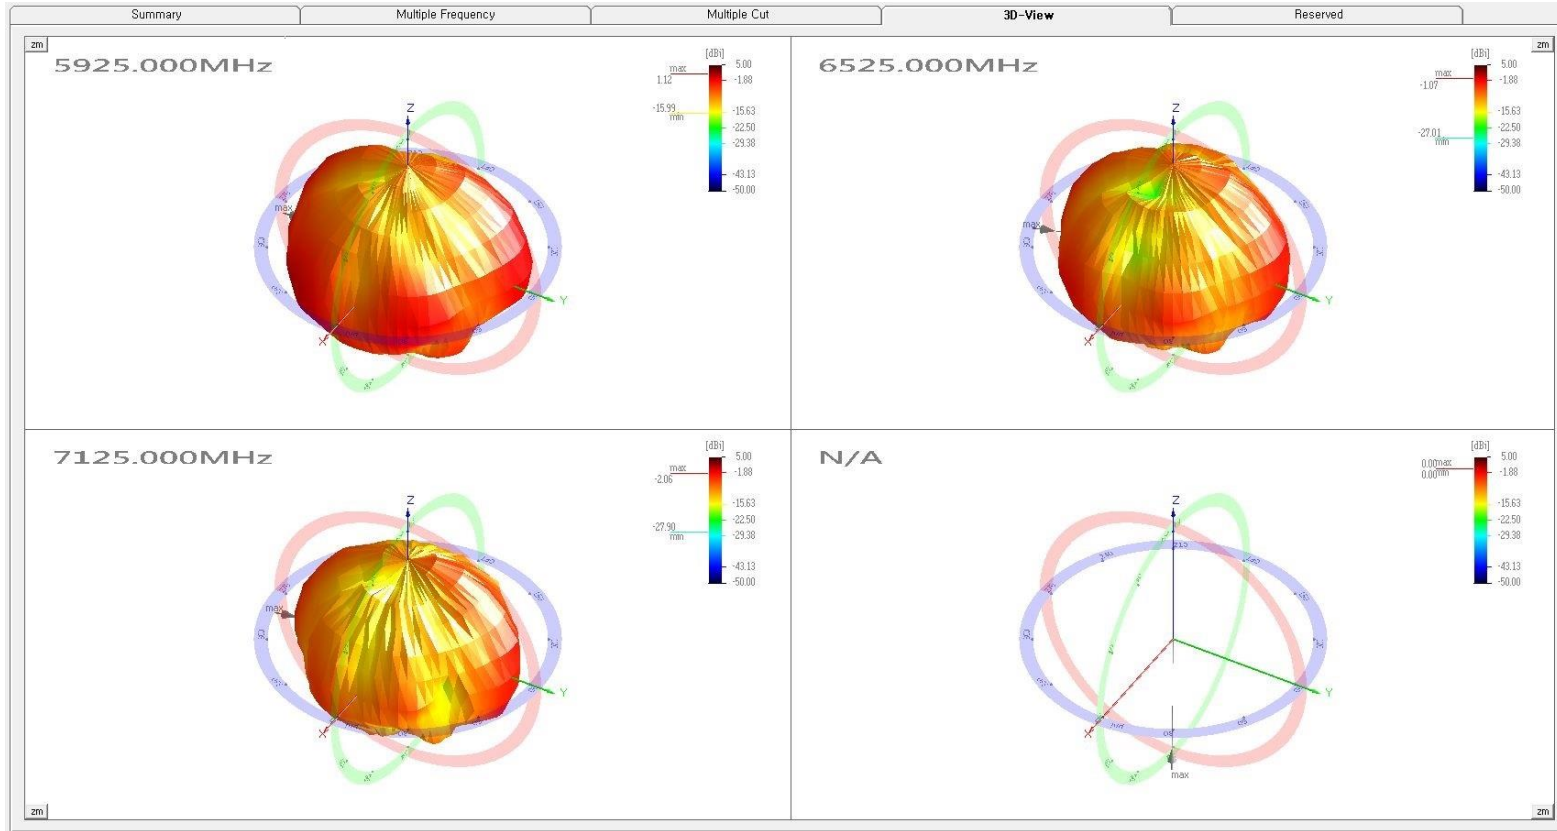 Summary
Multiple Frequency
Multiple Cut
3D-View
Reserved
zm
5925.000MHz
[dBi]
max
1.12
-15.99
min
5.00
-1.88
-15.63
-22.50
-29.38
-43.13
-50.00
Z
max
X
Y
zm
6525.000MHz
[dBi]
max
-1.07
-27.01
min
5.00
-1.88
-15.63
-22.50
-29.38
-43.13
-50.00
Z
max
X
Y
7125.000MHz
[dBi]
max
-2.06
-27.90
min
5.00
-1.88
-15.63
-22.50
-29.38
-43.13
-50.00
Z
max
X
Y
zm
N/A
[dBi]
0.00 max
0.00 min
5.00
-1.88
-15.63
-22.50
-29.38
-43.13
-50.00
Z
X
Y
max
zm